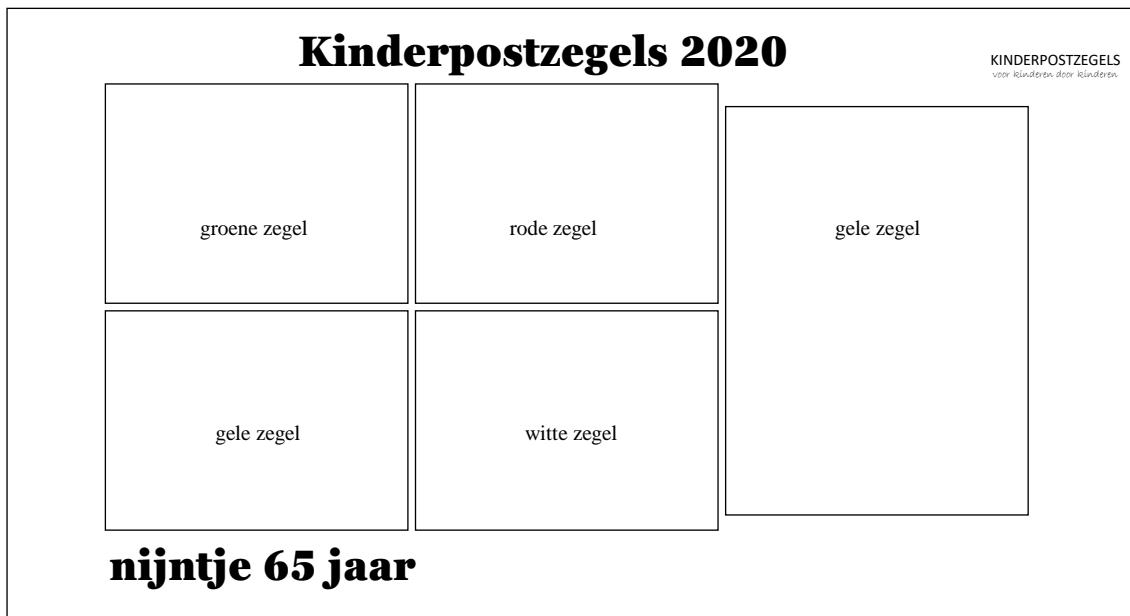 Kinderpostzegels 2020
KINDERPOSTZEGELS
voor kinderen door kinderen
groene zegel
rode zegel
gele zegel
gele zegel
witte zegel
nijntje 65 jaar